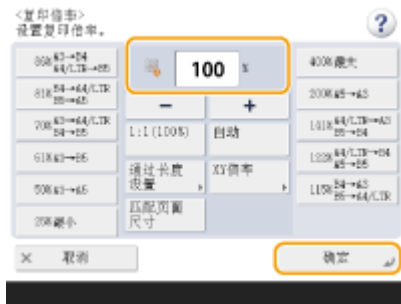 <复印倍率>
设置复印倍率。
?
86% A3→B4
A4/LTR→B5
100 %
400% 最大
81% B4→A4/LTR
B5→A5
－
+
200% A5→A3
70% A3→A4/LTR
B4→B5
1:1(100%)
自动
141% A4/LTR→A3
B5→B4
61% A3→B5
通过长度
设置
XY倍率
122% A4/LTR→B4
A5→B5
50% A3→A5
115% B4→A3
B5→A4/LTR
25% 最小
匹配页面
尺寸
× 取消
确定